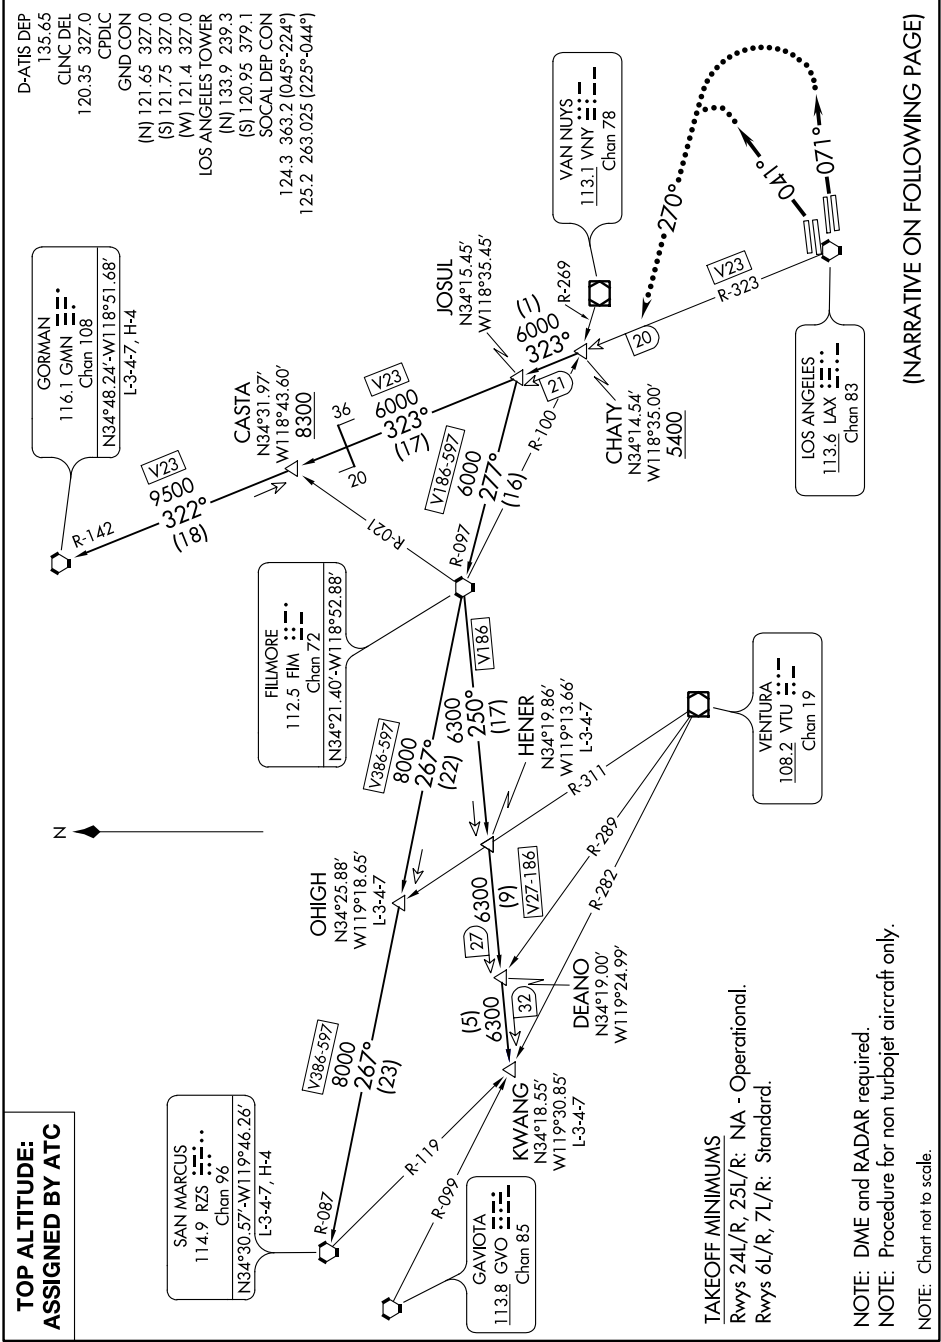 TOP ALTITUDE:
ASSIGNED BY ATC
D-ATIS DEP
135.65
CLNC DEL
120.35 327.0
CPDLC
GND CON
(N) 121.65 327.0
(S) 121.75 327.0
(W) 121.4 327.0
LOS ANGELES TOWER
(N) 133.9 239.3
(S) 120.95 379.1
SOCAL DEP CON
124.3 363.2 (045°-224°)
125.2 263.025 (225°-044°)
N
GORMAN
116.1 GMN
Chan 108
N34°48.24'-W118°51.68'
L-3-4-7, H-4
R-142
V23
9500
322°
(18)
CASTA
N34°31.97'
W118°43.60'
8300
36
20
V23
6000
323°
(17)
R-021
JOSUL
N34°15.45'
W118°35.45'
(1)
6000
323°
21
R-100
R-269
VAN NUYS
113.1 VNY
Chan 78
CHATY
N34°14.54'
W118°35.00'
5400
20
V23
R-323
270°
041°
071°
LOS ANGELES
113.6 LAX
Chan 83
V186-597
6000
277°
(16)
R-097
FILLMORE
112.5 FIM
Chan 72
N34°21.40'-W118°52.88'
V186
6300
250°
(17)
V386-597
8000
267°
(22)
HENER
N34°19.86'
W119°13.66'
L-3-4-7
OHIGH
N34°25.88'
W119°18.65'
L-3-4-7
R-311
R-289
R-282
VENTURA
108.2 VTU
Chan 19
6300
(9)
V27-186
27
DEANO
N34°19.00'
W119°24.99'
(5)
6300
32
KWANG
N34°18.55'
W119°30.85'
L-3-4-7
V386-597
8000
267°
(23)
SAN MARCUS
114.9 RZS
Chan 96
N34°30.57'-W119°46.26'
L-3-4-7, H-4
R-087
R-119
R-099
GAVIOTA
113.8 GVO
Chan 85
TAKEOFF MINIMUMS
Rwys 24L/R, 25L/R: NA - Operational.
Rwys 6L/R, 7L/R: Standard.
NOTE: DME and RADAR required.
NOTE: Procedure for non turbojet aircraft only.
NOTE: Chart not to scale.
(NARRATIVE ON FOLLOWING PAGE)